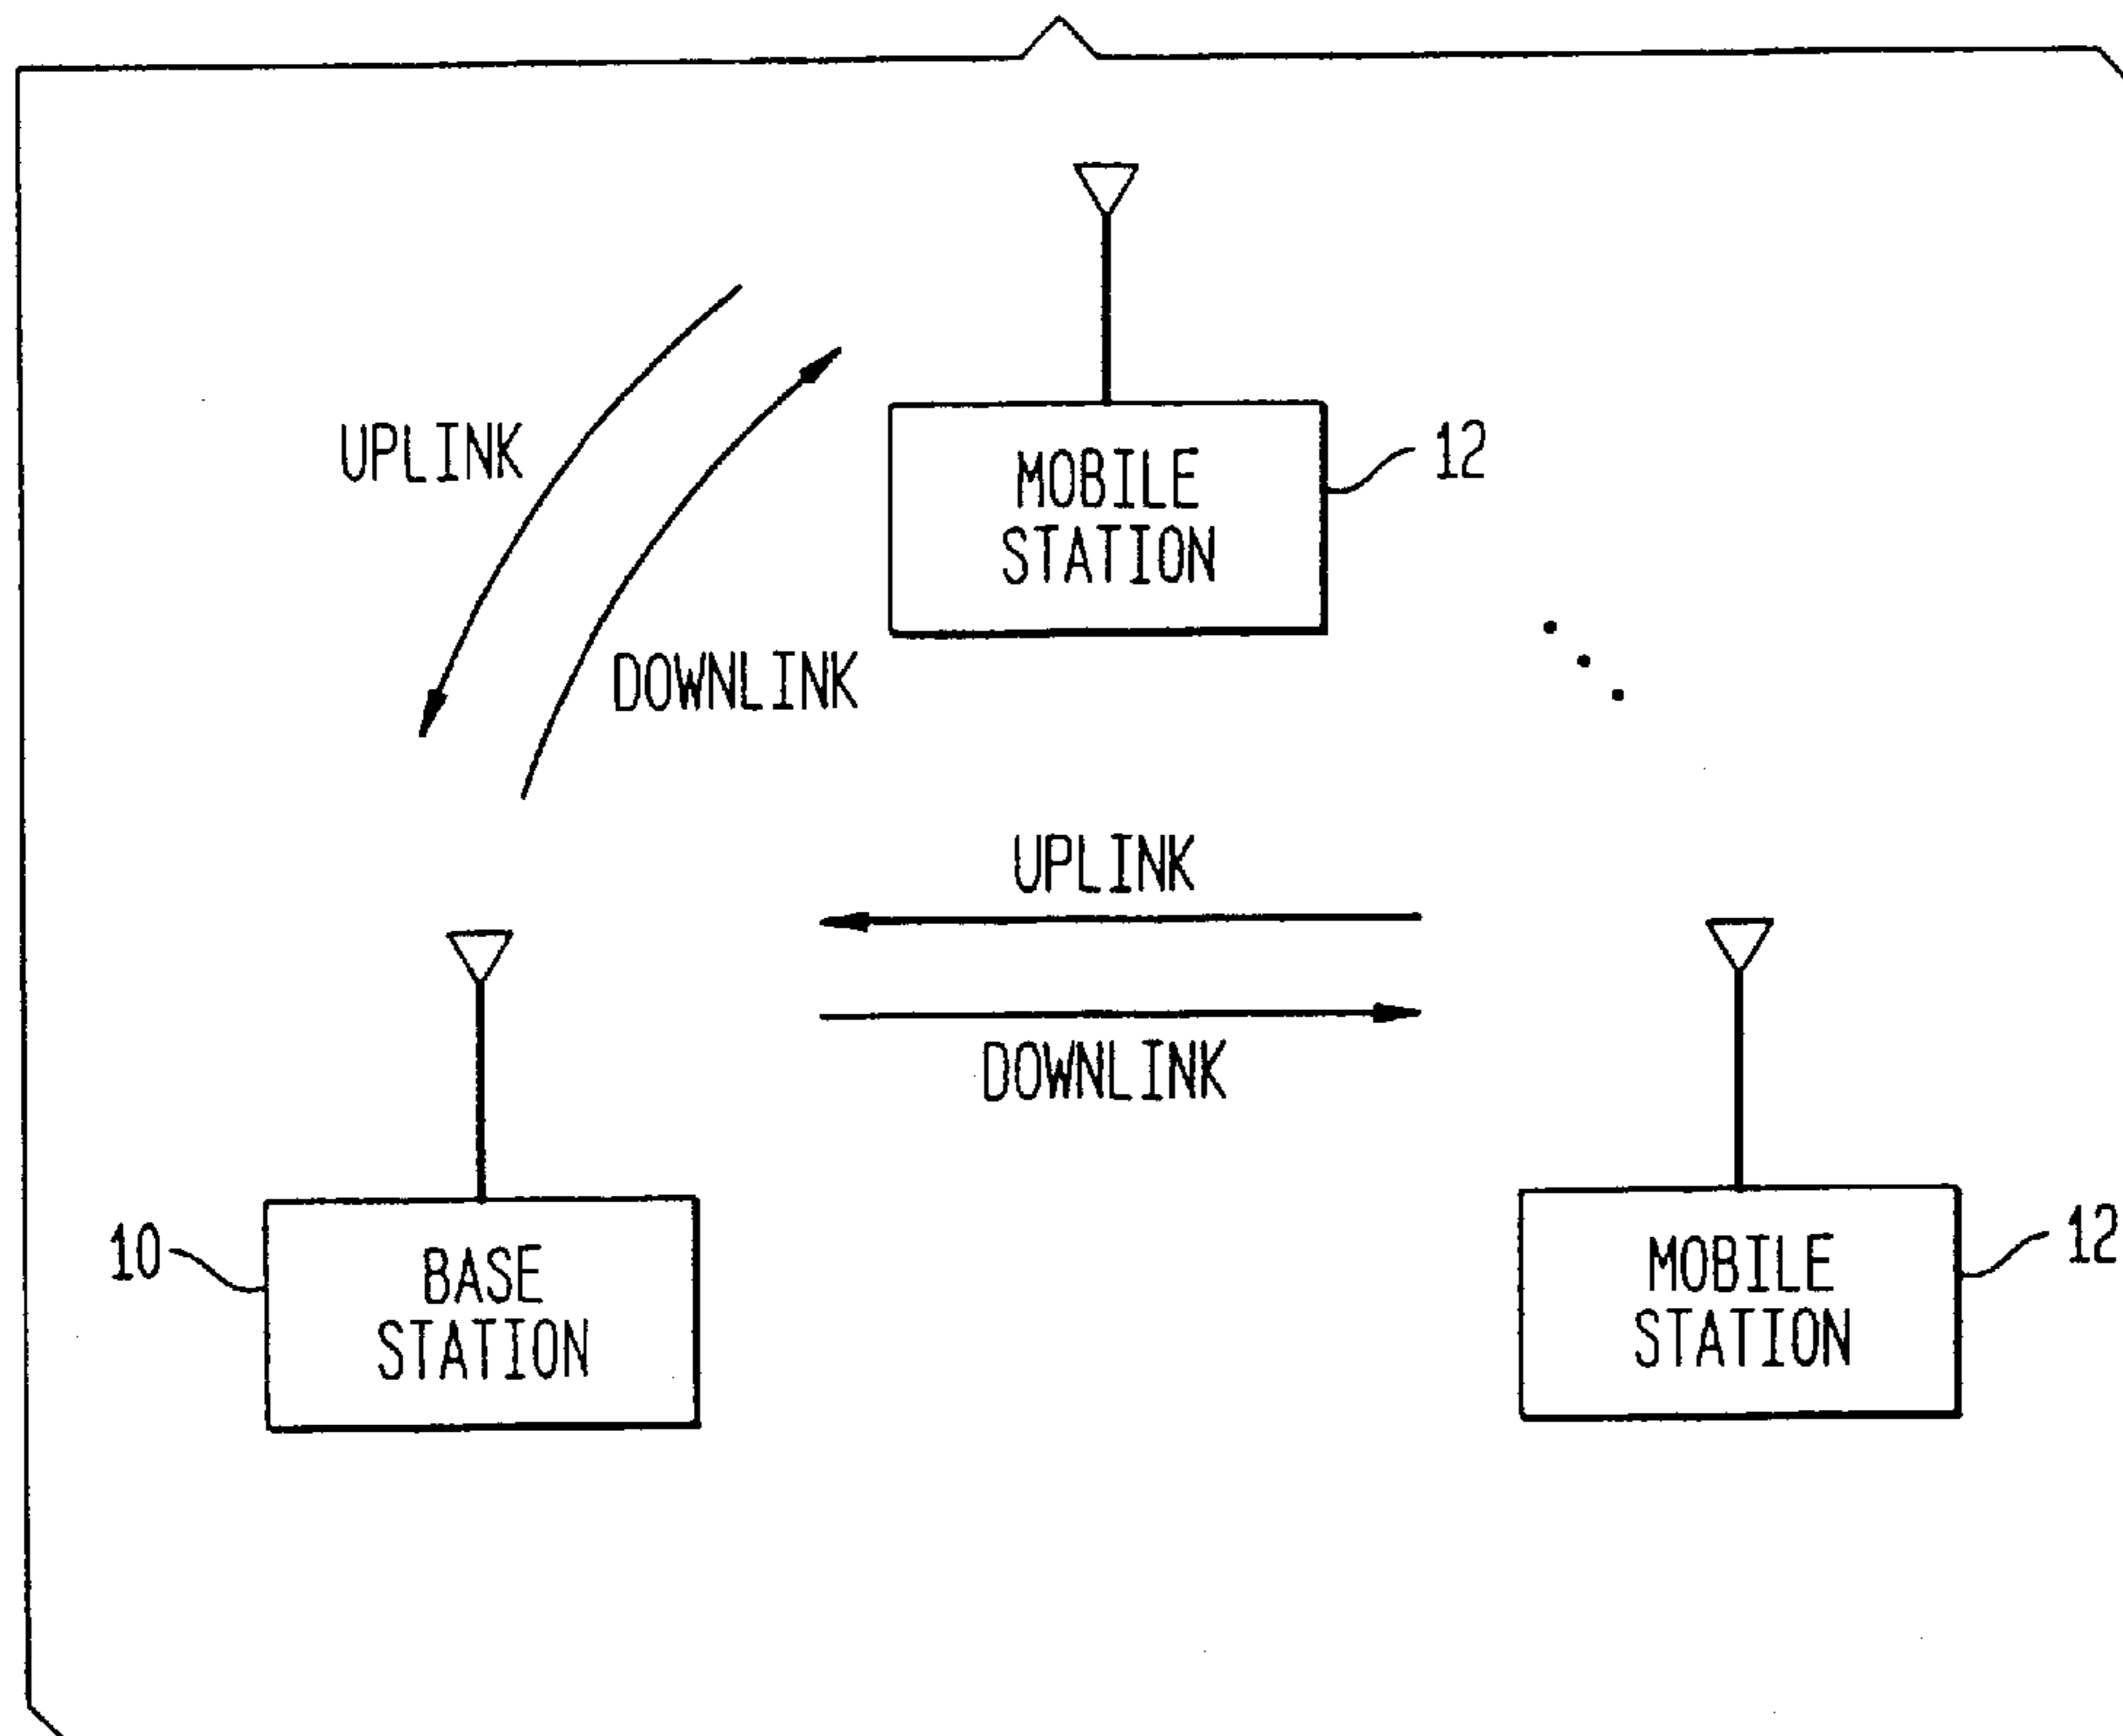 UPLINK
MOBILE
STATION
12
DOWNLINK
UPLINK
DOWNLINK
10
BASE
STATION
MOBILE
STATION
12